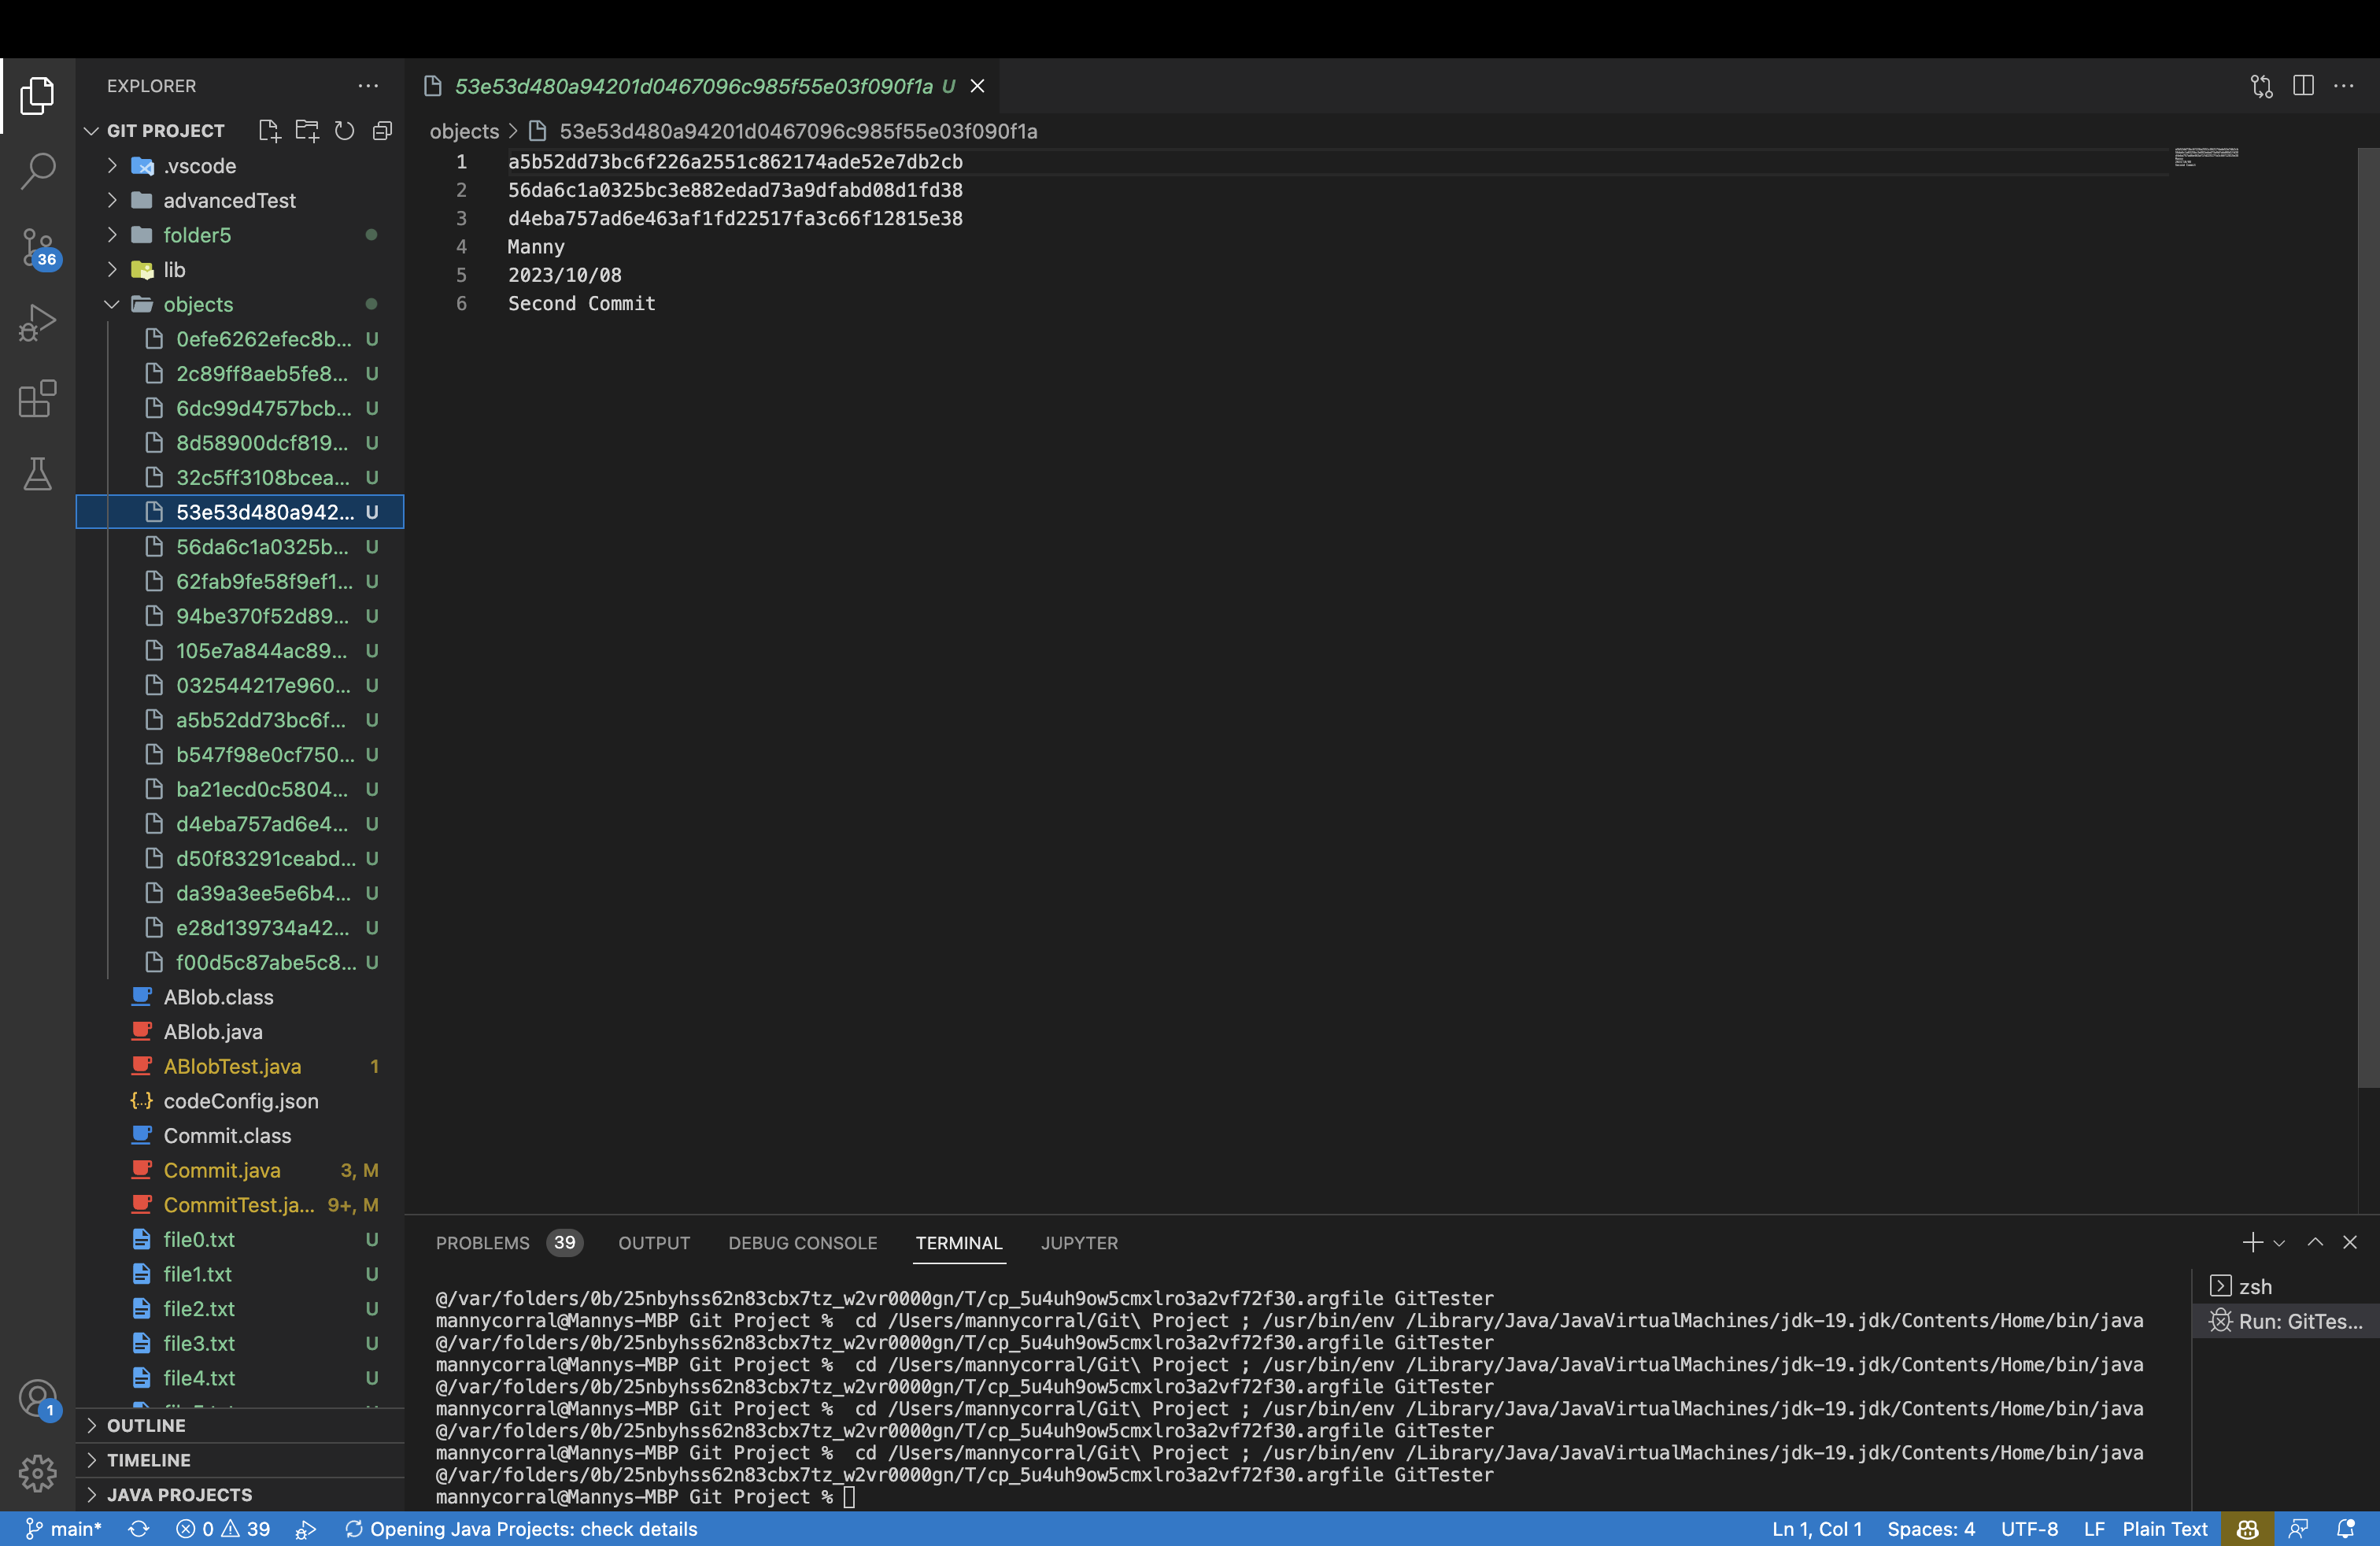 EXPLORER
GIT PROJECT
.vscode
advancedTest
folder5
lib
objects
0efe6262efec8b... U
2c89ff8aeb5fe8... U
6dc99d4757bcb... U
8d58900dcf819... U
32c5ff3108bcea... U
53e53d480a942... U
56da6c1a0325b... U
62fab9fe58f9ef1... U
94be370f52d89... U
105e7a844ac89... U
032544217e960... U
a5b52dd73bc6f... U
b547f98e0cf750... U
ba21ecd0c5804... U
d4eba757ad6e4... U
d50f83291ceabd... U
da39a3ee5e6b4... U
e28d139734a42... U
f00d5c87abe5c8... U
ABlob.class
ABlob.java
ABlobTest.java 1
codeConfig.json
Commit.class
Commit.java 3, M
CommitTest.ja... 9+, M
file0.txt U
file1.txt U
file2.txt U
file3.txt U
file4.txt U
OUTLINE
TIMELINE
JAVA PROJECTS
36
1
53e53d480a94201d0467096c985f55e03f090f1a U
objects > 53e53d480a94201d0467096c985f55e03f090f1a
1 a5b52dd73bc6f226a2551c862174ade52e7db2cb
2 56da6c1a0325bc3e882edad73a9dfabd08d1fd38
3 d4eba757ad6e463af1fd22517fa3c66f12815e38
4 Manny
5 2023/10/08
6 Second Commit
PROBLEMS 39 OUTPUT DEBUG CONSOLE TERMINAL JUPYTER
@/var/folders/0b/25nbyhss62n83cbx7tz_w2vr0000gn/T/cp_5u4uh9ow5cmxlro3a2vf72f30.argfile GitTester
mannycorral@Mannys-MBP Git Project %  cd /Users/mannycorral/Git\ Project ; /usr/bin/env /Library/Java/JavaVirtualMachines/jdk-19.jdk/Contents/Home/bin/java
@/var/folders/0b/25nbyhss62n83cbx7tz_w2vr0000gn/T/cp_5u4uh9ow5cmxlro3a2vf72f30.argfile GitTester
mannycorral@Mannys-MBP Git Project %  cd /Users/mannycorral/Git\ Project ; /usr/bin/env /Library/Java/JavaVirtualMachines/jdk-19.jdk/Contents/Home/bin/java
@/var/folders/0b/25nbyhss62n83cbx7tz_w2vr0000gn/T/cp_5u4uh9ow5cmxlro3a2vf72f30.argfile GitTester
mannycorral@Mannys-MBP Git Project %  cd /Users/mannycorral/Git\ Project ; /usr/bin/env /Library/Java/JavaVirtualMachines/jdk-19.jdk/Contents/Home/bin/java
@/var/folders/0b/25nbyhss62n83cbx7tz_w2vr0000gn/T/cp_5u4uh9ow5cmxlro3a2vf72f30.argfile GitTester
mannycorral@Mannys-MBP Git Project %  cd /Users/mannycorral/Git\ Project ; /usr/bin/env /Library/Java/JavaVirtualMachines/jdk-19.jdk/Contents/Home/bin/java
@/var/folders/0b/25nbyhss62n83cbx7tz_w2vr0000gn/T/cp_5u4uh9ow5cmxlro3a2vf72f30.argfile GitTester
mannycorral@Mannys-MBP Git Project %
zsh
Run: GitTes...
main* 0 39 Opening Java Projects: check details Ln 1, Col 1 Spaces: 4 UTF-8 LF Plain Text